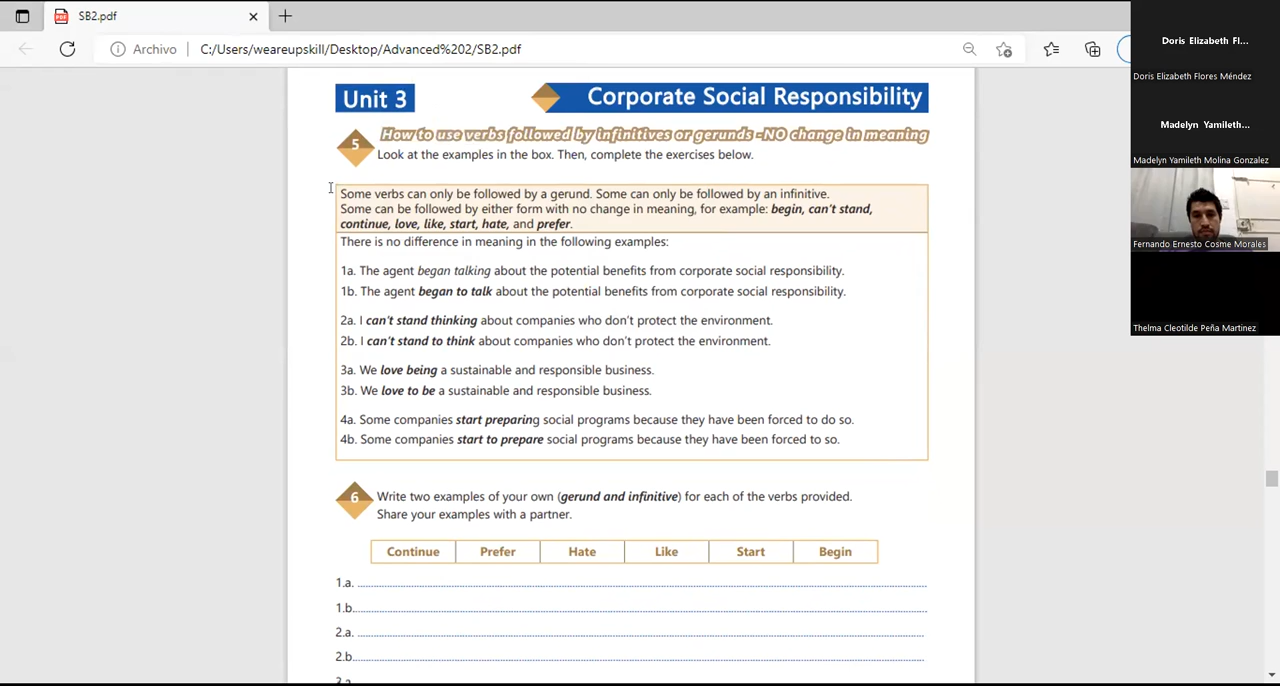 SB2.pdf
Archivo C:/Users/weareupskill/Desktop/Advanced%202/SB2.pdf
Unit 3 Corporate Social Responsibility
5 How to use verbs followed by infinitives or gerunds -NO change in meaning
Look at the examples in the box. Then, complete the exercises below.
Some verbs can only be followed by a gerund. Some can only be followed by an infinitive.
Some can be followed by either form with no change in meaning, for example: begin, can't stand,
continue, love, like, start, hate, and prefer.
There is no difference in meaning in the following examples:
1a. The agent began talking about the potential benefits from corporate social responsibility.
1b. The agent began to talk about the potential benefits from corporate social responsibility.
2a. I can't stand thinking about companies who don't protect the environment.
2b. I can't stand to think about companies who don't protect the environment.
3a. We love being a sustainable and responsible business.
3b. We love to be a sustainable and responsible business.
4a. Some companies start preparing social programs because they have been forced to do so.
4b. Some companies start to prepare social programs because they have been forced to so.
6 Write two examples of your own (gerund and infinitive) for each of the verbs provided.
Share your examples with a partner.
Continue Prefer Hate Like Start Begin
1.a.
1.b.
2.a.
2.b.
3.a
Doris Elizabeth Fl...
Doris Elizabeth Flores Méndez
Madelyn Yamileth...
Madelyn Yamileth Molina Gonzalez
Fernando Ernesto Cosme Morales
Thelma Cleotilde Peña Martinez